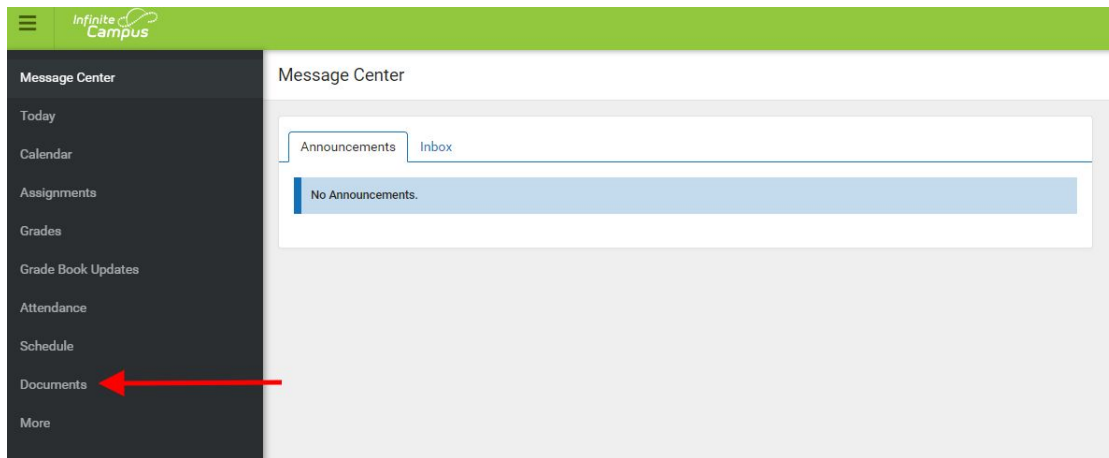 Infinite
Campus
Message Center
Today
Calendar
Assignments
Grades
Grade Book Updates
Attendance
Schedule
Documents
More
Message Center
Announcements Inbox
No Announcements.